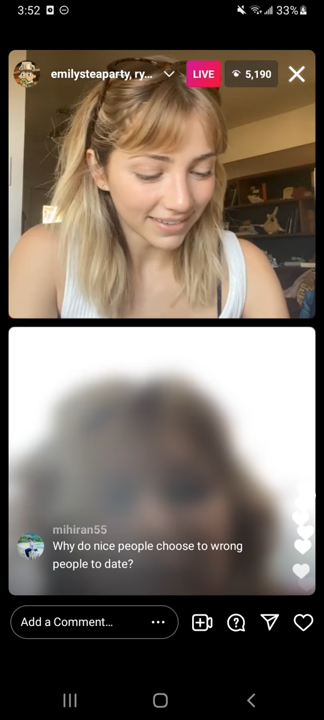 3:52 33%
emilysteaparty, ry... LIVE 5,190
mihiran55
Why do nice people choose to wrong
people to date?
Add a Comment...